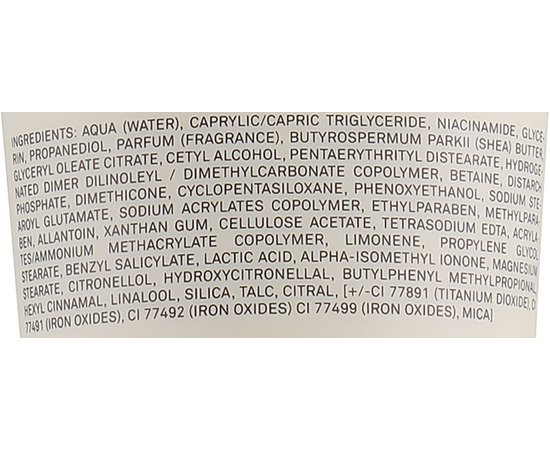 INGREDIENTS: AQUA (WATER), CAPRYLIC/CAPRIC TRIGLYCERIDE, NIACINAMIDE, GLYCE-
RIN, PROPANEDIOL, PARFUM (FRAGRANCE), BUTYROSPERMUM PARKII (SHEA) BUTTER,
GLYCERYL OLEATE CITRATE, CETYL ALCOHOL, PENTAERYTHRITYL DISTEARATE, HYDROGE-
NATED DIMER DILINOLEYL / DIMETHYLCARBONATE COPOLYMER, BETAINE, DISTARCH
PHOSPHATE, DIMETHICONE, CYCLOPENTASILOXANE, PHENOXYETHANOL, SODIUM STE-
AROYL GLUTAMATE, SODIUM ACRYLATES COPOLYMER, ETHYLPARABEN, METHYLPARA-
BEN, ALLANTOIN, XANTHAN GUM, CELLULOSE ACETATE, TETRASODIUM EDTA, ACRYLA-
TES/AMMONIUM METHACRYLATE COPOLYMER, LIMONENE, PROPYLENE GLYCOL
STEARATE, BENZYL SALICYLATE, LACTIC ACID, ALPHA-ISOMETHYL IONONE, MAGNESIUM
STEARATE, CITRONELLOL, HYDROXYCITRONELLAL, BUTYLPHENYL METHYLPROPIONAL,
HEXYL CINNAMAL, LINALOOL, SILICA, TALC, CITRAL, [+/-CI 77891 (TITANIUM DIOXIDE), CI
77491 (IRON OXIDES), CI 77492 (IRON OXIDES) CI 77499 (IRON OXIDES), MICA]